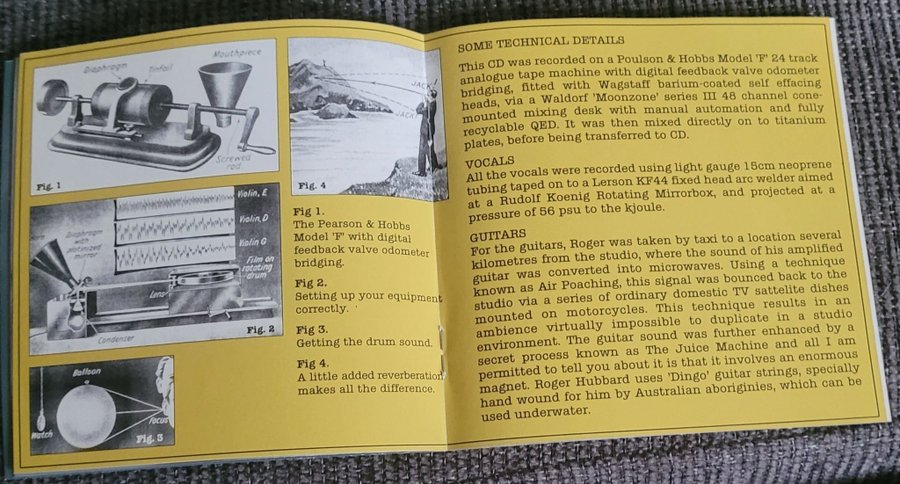 Diaphragm
Tinfoil
Mouthpiece
Screwed
rod
Fig. 1
JACK
JACK
Fig. 4
Violin, E
Violin, D
Violin G
Diaphragm
with
motinized
mirror
Film on
rotating
drum
Lens
Condenser
Fig. 2
Balloon
Watch
Focus
Fig. 3
Fig 1.
The Pearson & Hobbs
Model 'F' with digital
feedback valve odometer
bridging.
Fig 2.
Setting up your equipment
correctly.
Fig 3.
Getting the drum sound.
Fig 4.
A little added reverberation
makes all the difference.
SOME TECHNICAL DETAILS
This CD was recorded on a Poulson & Hobbs Model 'F' 24 track
analogue tape machine with digital feedback valve odometer
bridging, fitted with Wagstaff barium-coated self effacing
heads, via a Waldorf 'Moonzone' series III 48 channel cone-
mounted mixing desk with manual automation and fully
recyclable QED. It was then mixed directly on to titanium
plates, before being transferred to CD.
VOCALS
All the vocals were recorded using light gauge 15cm neoprene
tubing taped on to a Lerson KF44 fixed head arc welder aimed
at a Rudolf Koenig Rotating Mirrorbox, and projected at a
pressure of 56 psu to the kjoule.
GUITARS
For the guitars, Roger was taken by taxi to a location several
kilometres from the studio, where the sound of his amplified
guitar was converted into microwaves. Using a technique
known as Air Poaching, this signal was bounced back to the
studio via a series of ordinary domestic TV sattelite dishes
mounted on motorcycles. This technique results in an
ambience virtually impossible to duplicate in a studio
environment. The guitar sound was further enhanced by a
secret process known as The Juice Machine and all I am
permitted to tell you about it is that it involves an enormous
magnet. Roger Hubbard uses 'Dingo' guitar strings, specially
hand wound for him by Australian aboriginies, which can be
used underwater.